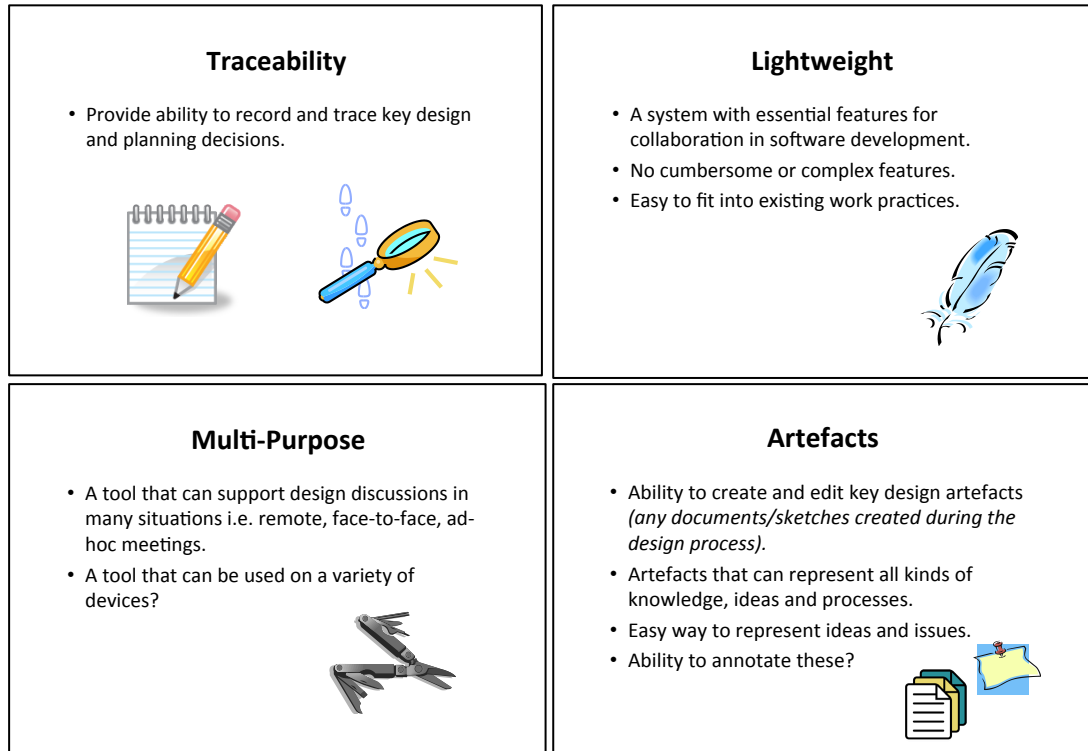 Traceability
• Provide ability to record and trace key design
and planning decisions.
Lightweight
• A system with essential features for
collaboration in software development.
• No cumbersome or complex features.
• Easy to fit into existing work practices.
Multi-Purpose
• A tool that can support design discussions in
many situations i.e. remote, face-to-face, ad-
hoc meetings.
• A tool that can be used on a variety of
devices?
Artefacts
• Ability to create and edit key design artefacts
(any documents/sketches created during the
design process).
• Artefacts that can represent all kinds of
knowledge, ideas and processes.
• Easy way to represent ideas and issues.
• Ability to annotate these?